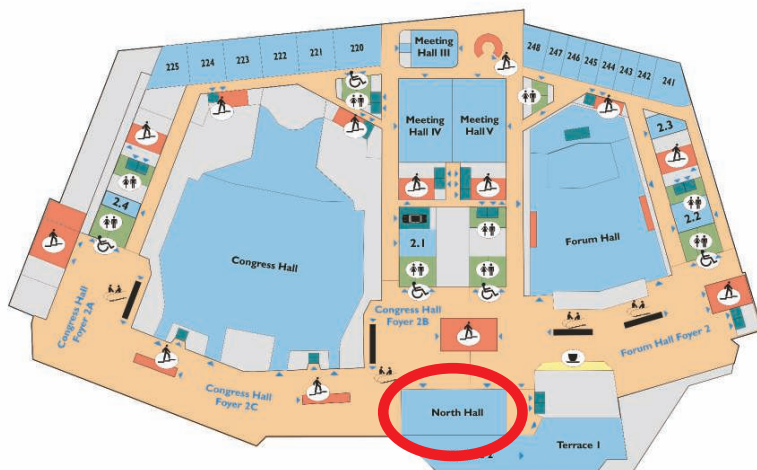 225
224
223
222
221
220
Meeting
Hall III
248
247
246
245
244
243
242
241
Meeting
Hall IV
Meeting
Hall V
2.3
2.4
2.1
2.2
Congress Hall
Forum Hall
Congress Hall
Foyer 2A
Congress Hall
Foyer 2B
Forum Hall Foyer 2
Congress Hall
Foyer 2C
North Hall
Terrace 1
2